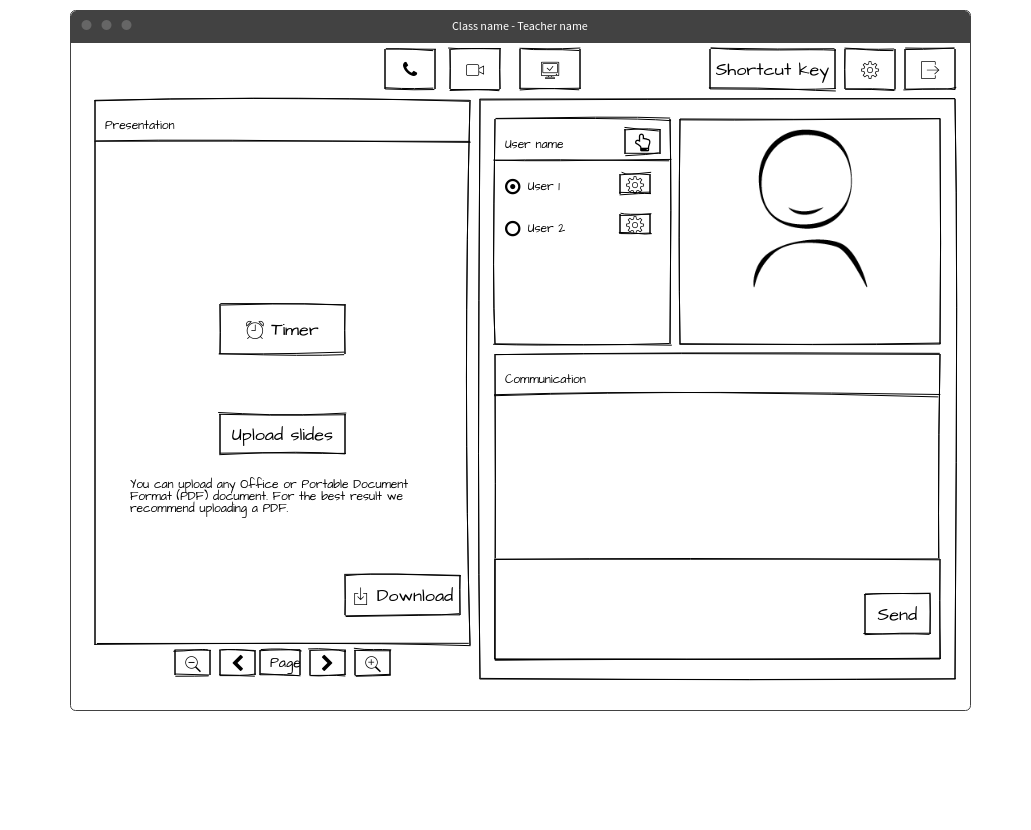 Class name - Teacher name
Shortcut key
Presentation
Timer
Upload slides
You can upload any Office or Portable Document
Format (PDF) document. For the best result we
recommend uploading a PDF.
Download
Page
User name
User 1
User 2
Communication
Send